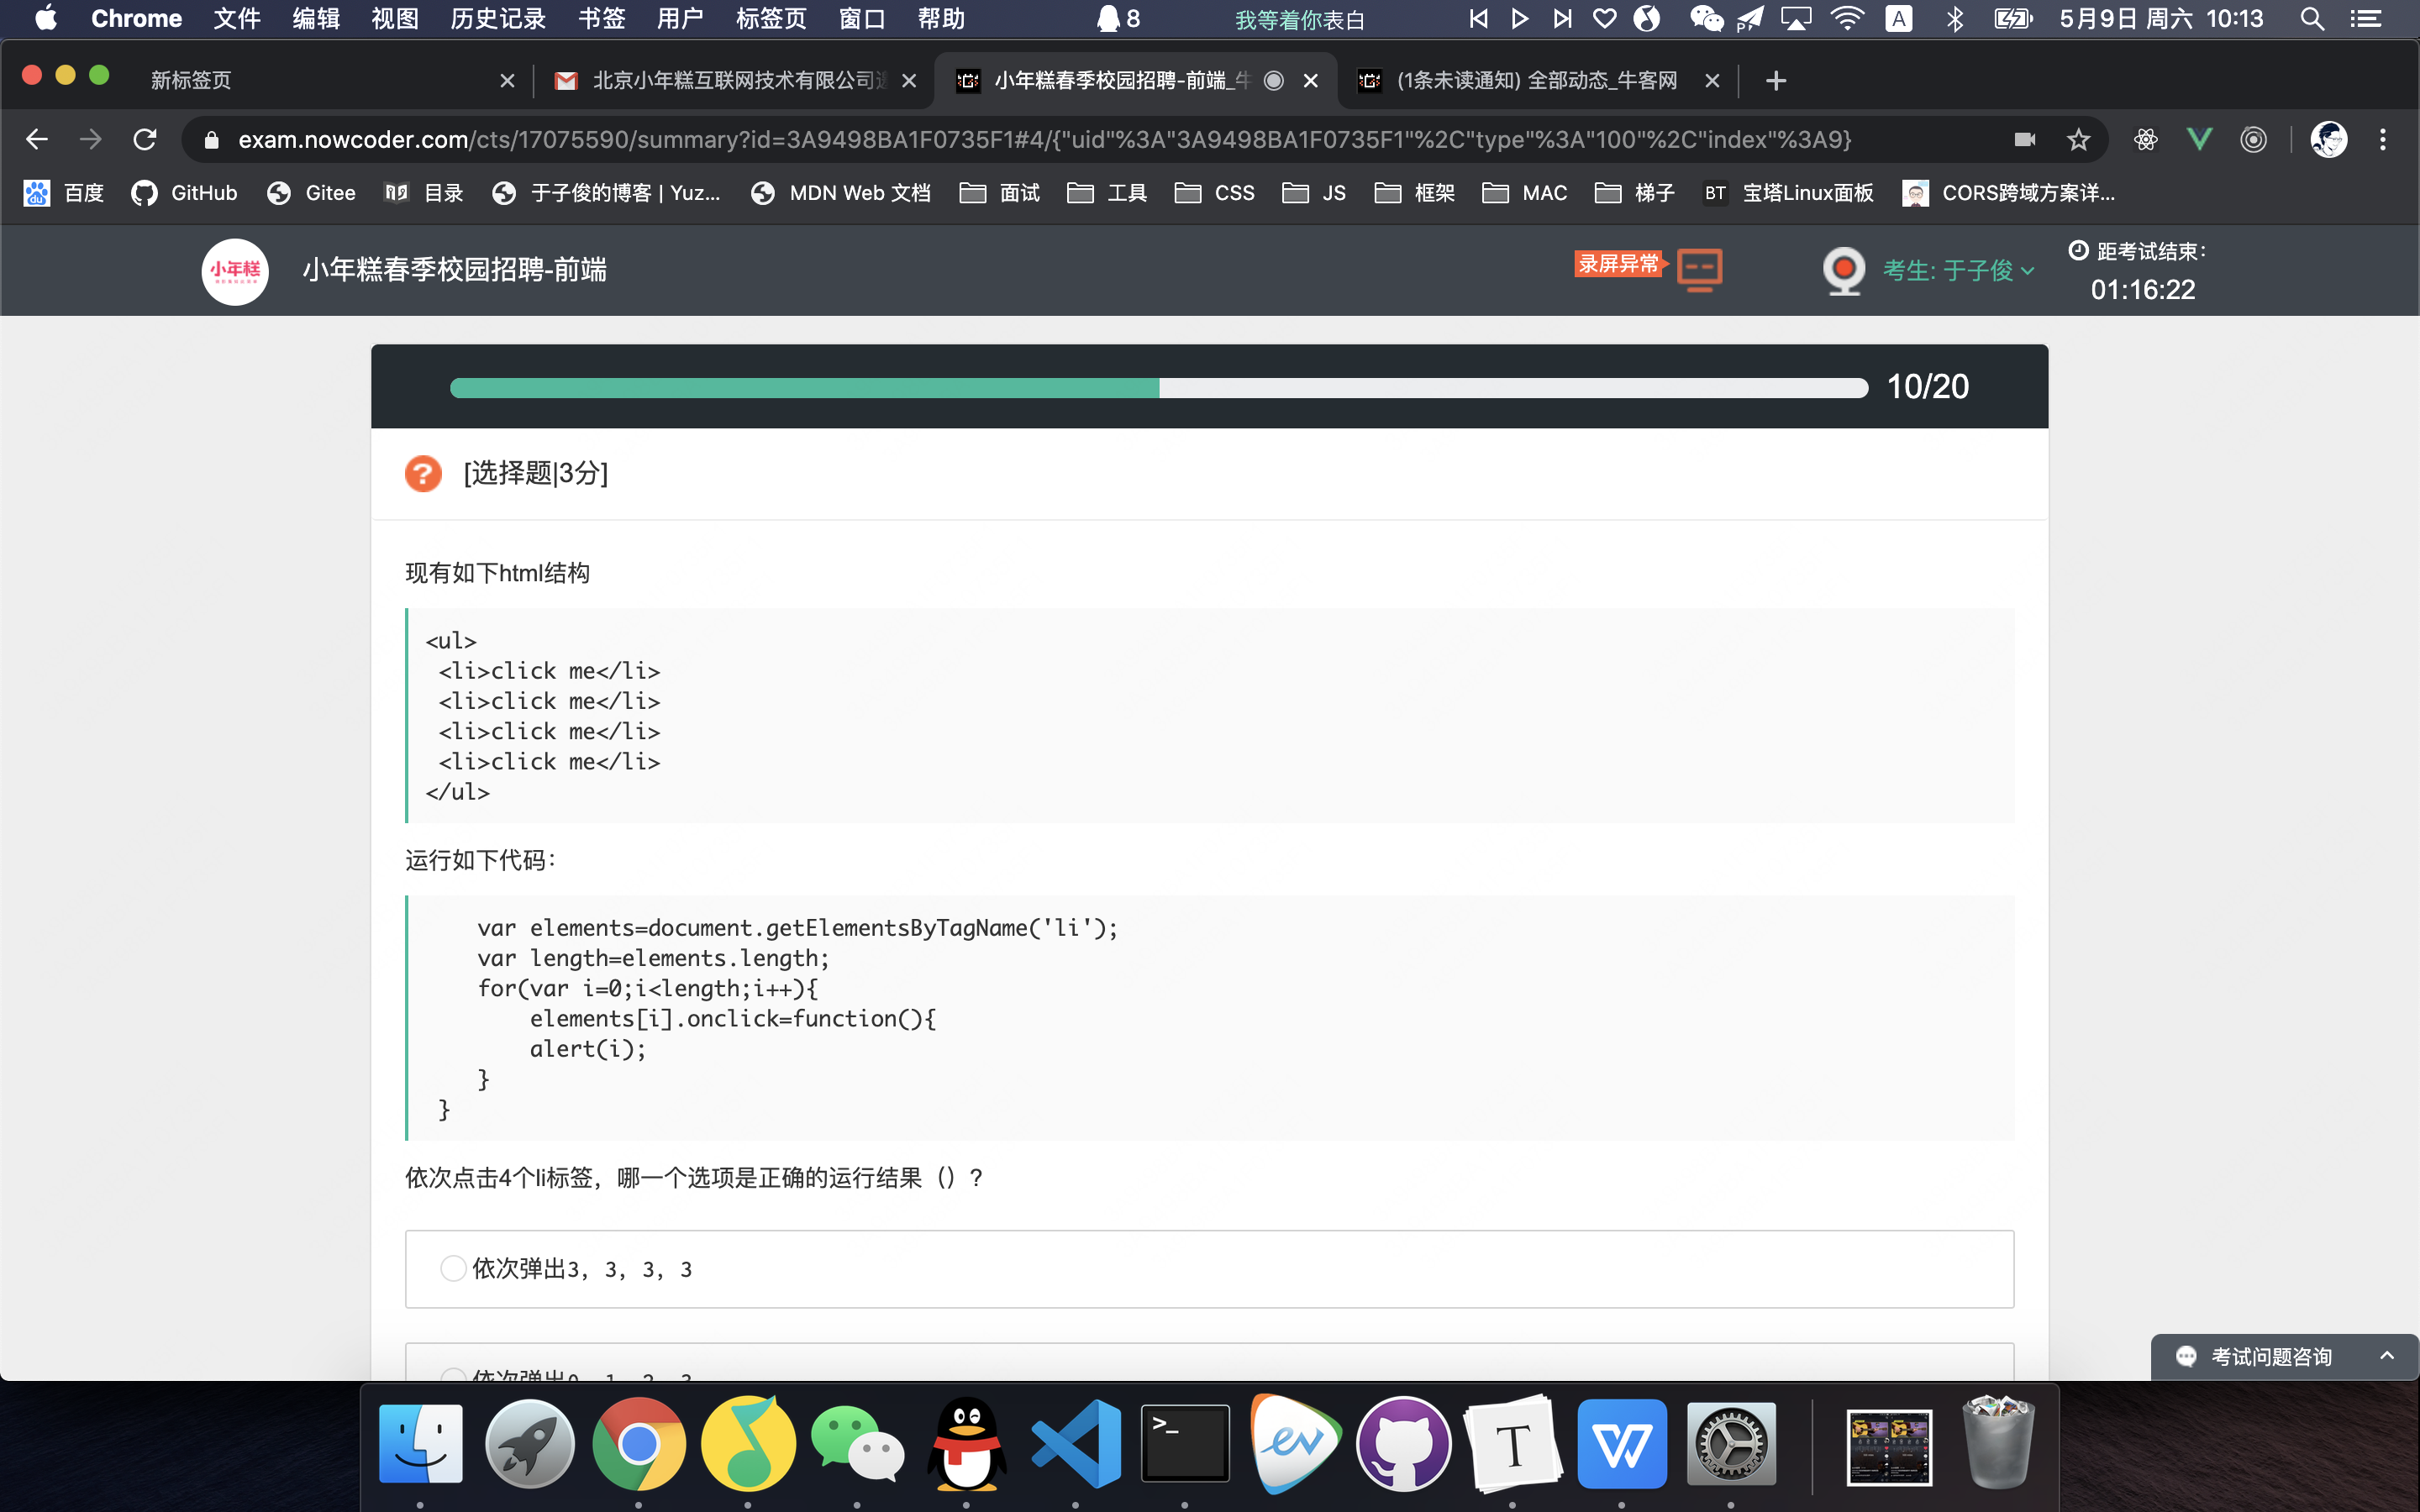 Chrome 文件 编辑 视图 历史记录 书签 用户 标签页 窗口 帮助 8 我等着你表白 A 5月9日 周六 10:13
新标签页 北京小年糕互联网技术有限公司 小年糕春季校园招聘-前端_牛 (1条未读通知) 全部动态_牛客网
exam.nowcoder.com/cts/17075590/summary?id=3A9498BA1F0735F1#4/{"uid"%3A"3A9498BA1F0735F1"%2C"type"%3A"100"%2C"index"%3A9}
百度 GitHub Gitee 目录 于子俊的博客 | Yuz... MDN Web 文档 面试 工具 CSS JS 框架 MAC 梯子 BT 宝塔Linux面板 CORS跨域方案详...
小年糕 小年糕春季校园招聘-前端 录屏异常 考生: 于子俊 距考试结束:
01:16:22
10/20
[选择题|3分]
现有如下html结构
<ul>
<li>click me</li>
<li>click me</li>
<li>click me</li>
<li>click me</li>
</ul>
运行如下代码：
var elements=document.getElementsByTagName('li');
var length=elements.length;
for(var i=0;i<length;i++){
elements[i].onclick=function(){
alert(i);
}
}
依次点击4个li标签，哪一个选项是正确的运行结果（）？
依次弹出3，3，3，3
依次弹出0，1，2，3
考试问题咨询